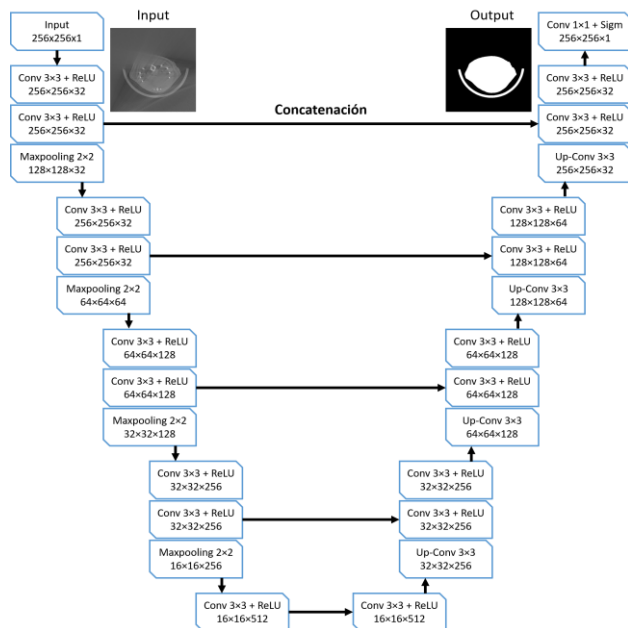 Input
256x256x1
Conv 3×3 + ReLU
256×256×32
Conv 3×3 + ReLU
256×256×32
Maxpooling 2×2
128×128×32
Conv 3×3 + ReLU
256×256×32
Conv 3×3 + ReLU
256×256×32
Maxpooling 2×2
64×64×64
Conv 3×3 + ReLU
64×64×128
Conv 3×3 + ReLU
64×64×128
Maxpooling 2×2
32×32×128
Conv 3×3 + ReLU
32×32×256
Conv 3×3 + ReLU
32×32×256
Maxpooling 2×2
16×16×256
Conv 3×3 + ReLU
16×16×512
Input
Concatenación
Output
Conv 1×1 + Sigm
256×256×1
Conv 3×3 + ReLU
256×256×32
Conv 3×3 + ReLU
256×256×32
Up-Conv 3×3
256×256×32
Conv 3×3 + ReLU
128×128×64
Conv 3×3 + ReLU
128×128×64
Up-Conv 3×3
128×128×64
Conv 3×3 + ReLU
64×64×128
Conv 3×3 + ReLU
64×64×128
Up-Conv 3×3
64×64×128
Conv 3×3 + ReLU
32×32×256
Conv 3×3 + ReLU
32×32×256
Up-Conv 3×3
32×32×256
Conv 3×3 + ReLU
16×16×512